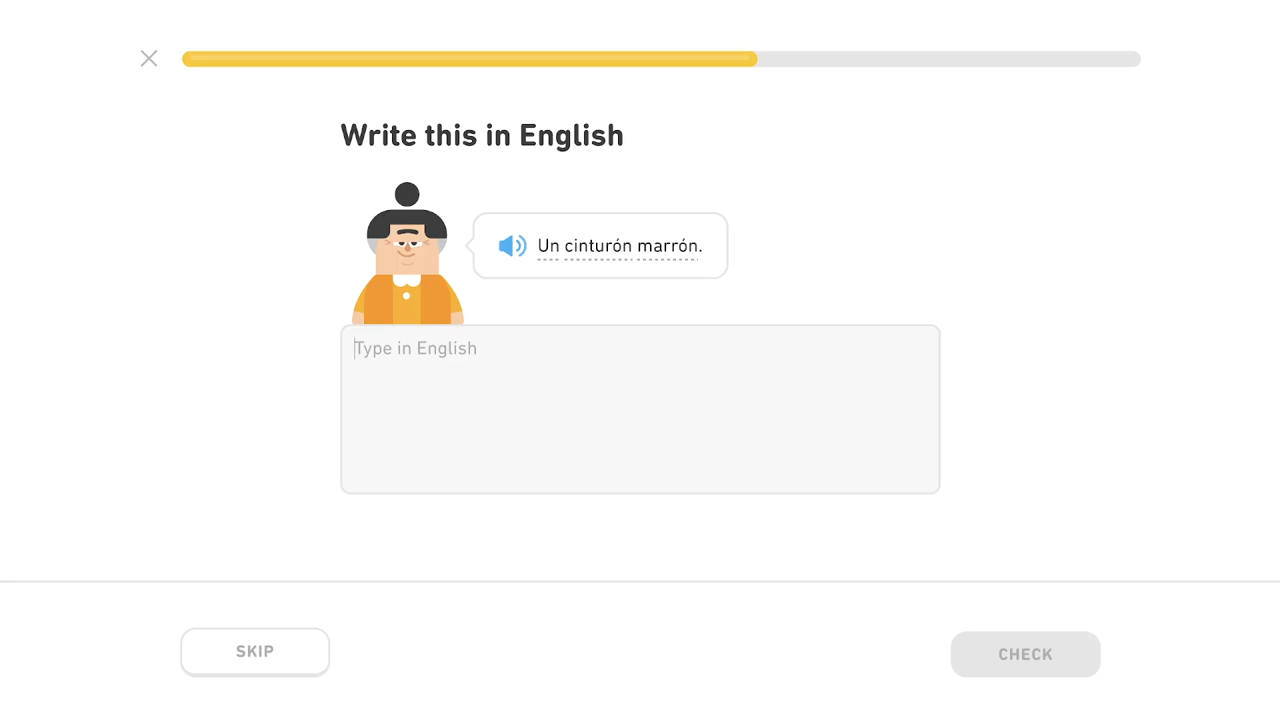 Write this in English
Un cinturón marrón.
Type in English
SKIP
CHECK